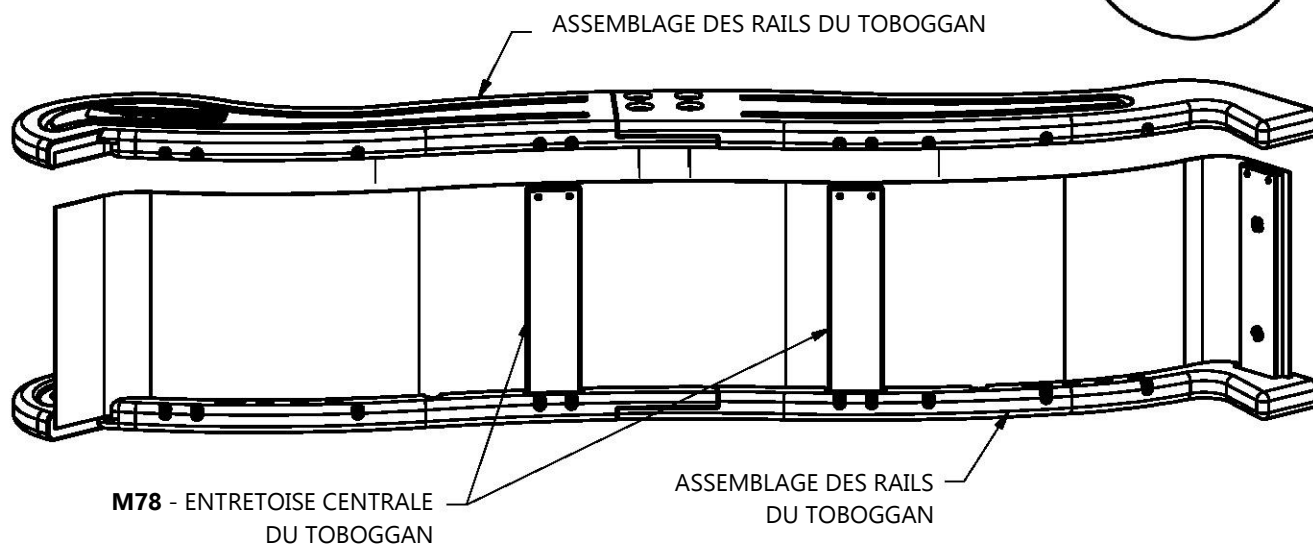 ASSEMBLAGE DES RAILS DU TOBOGGAN
M78 - ENTRETOISE CENTRALE
DU TOBOGGAN
ASSEMBLAGE DES RAILS
DU TOBOGGAN